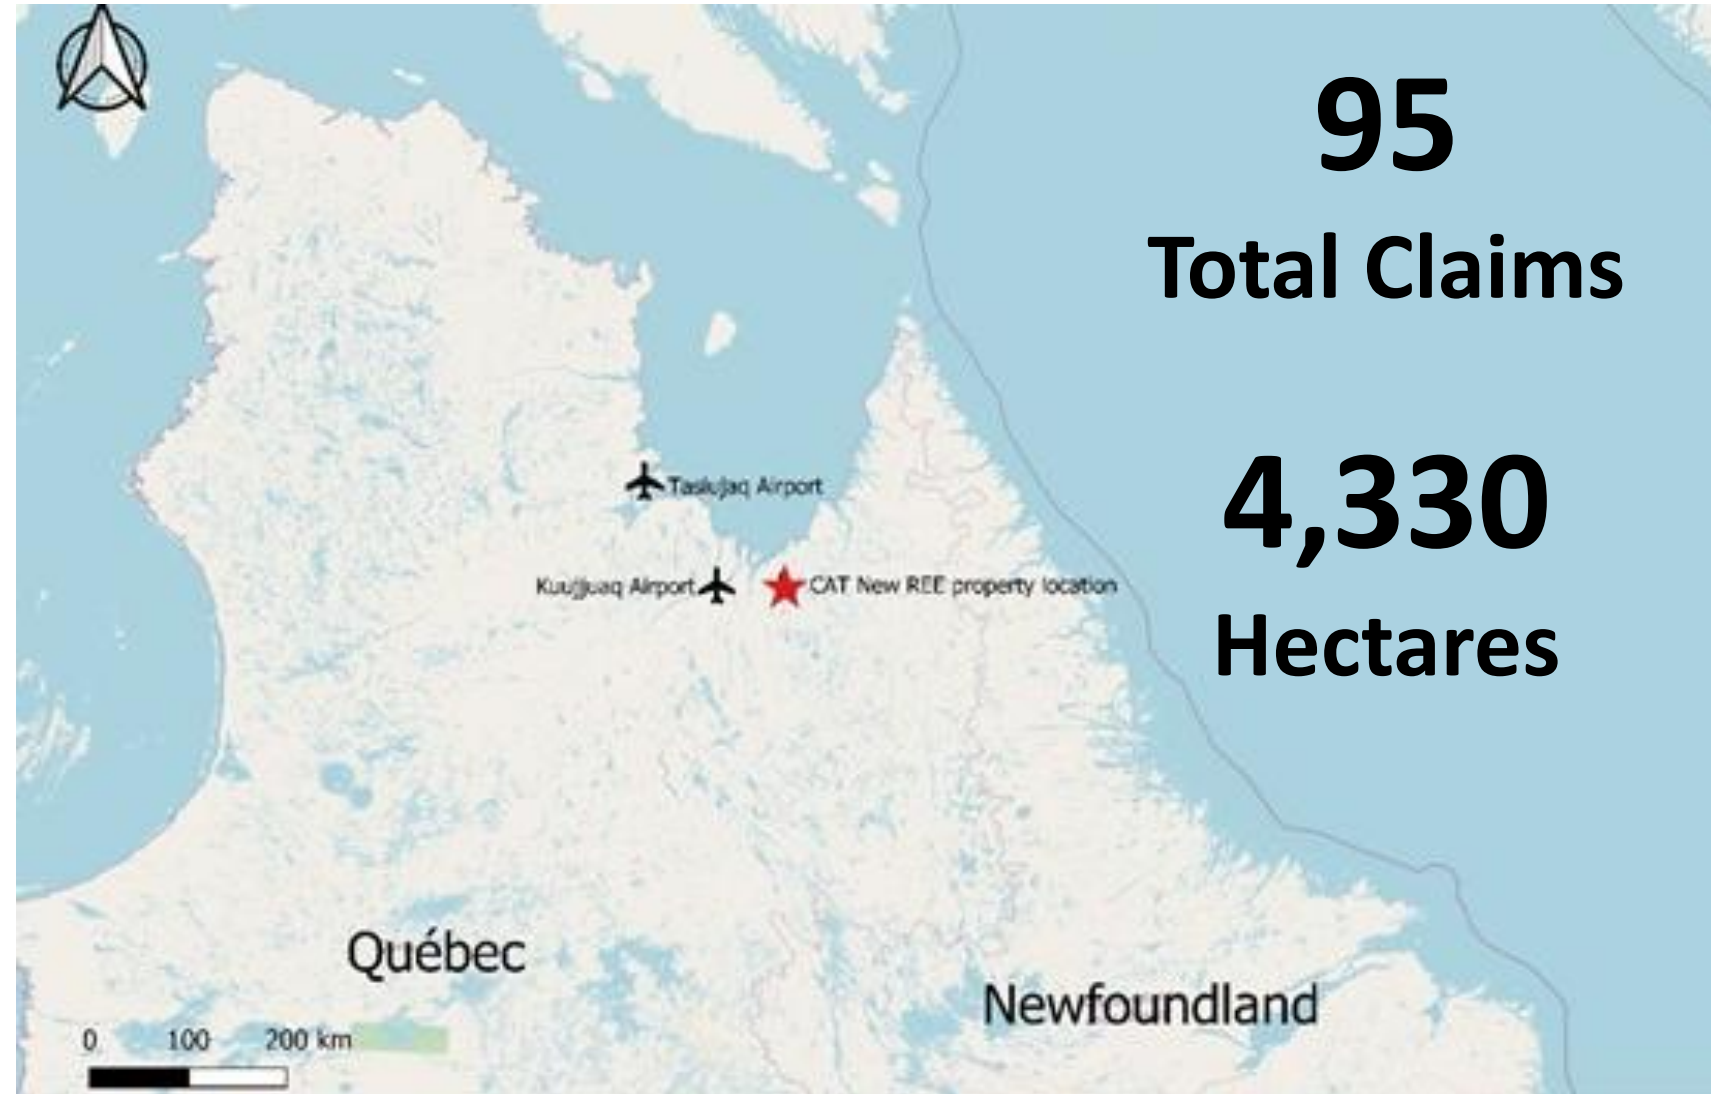 95
Total Claims
4,330
Hectares
Tasiujaq Airport
Kuujjuaq Airport
CAT New REE property location
Québec
Newfoundland
0 100 200 km